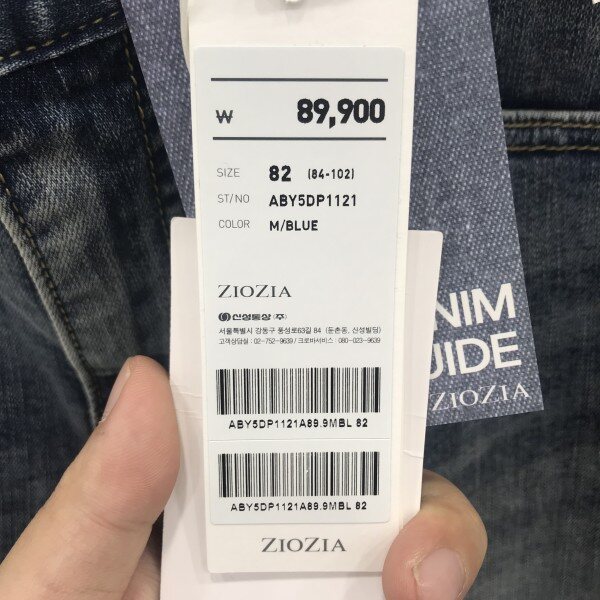 ₩ 89,900
SIZE 82 (84-102)
ST/NO ABY5DP1121
COLOR M/BLUE
ZIOZIA
신성통상 (주)
서울특별시 강동구 풍성로63길 84 (둔촌동, 신성빌딩)
고객상담실 : 02-752-9639 / 크로바서비스 : 080-023-9639
ABY5DP1121A89.9MBL 82
ABY5DP1121A89.9MBL 82
ZIOZIA
NIM
UIDE
ZIOZIA